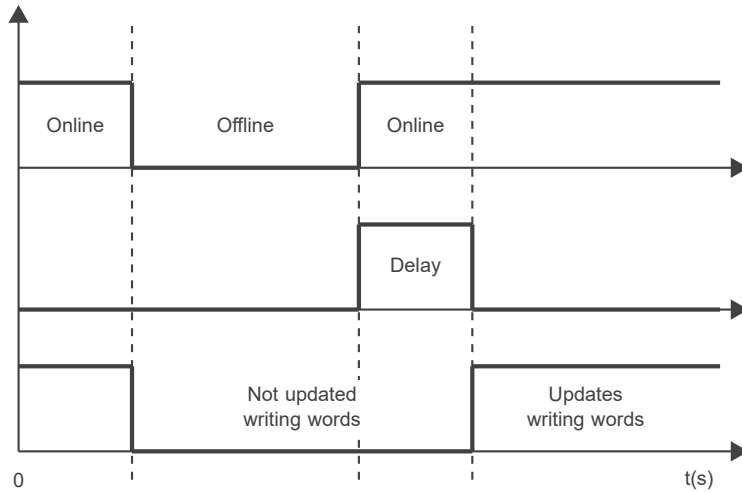 Online
Offline
Online
Delay
Not updated
writing words
Updates
writing words
0
t(s)